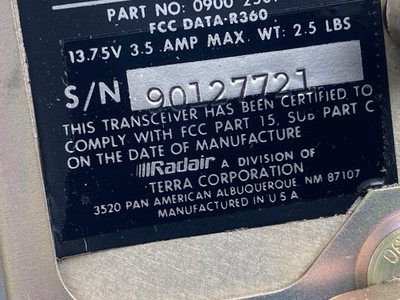 PART NO: 0900
FCC DATA-R360
13.75V 3.5 AMP MAX. WT: 2.5 LBS
S/N 90127721
THIS TRANSCEIVER HAS BEEN CERTIFIED TO
COMPLY WITH FCC PART 15, SUB PART C
ON THE DATE OF MANUFACTURE
Radair A DIVISION OF
TERRA CORPORATION
3520 PAN AMERICAN ALBUQUERQUE, NM 87107
MANUFACTURED IN U S A